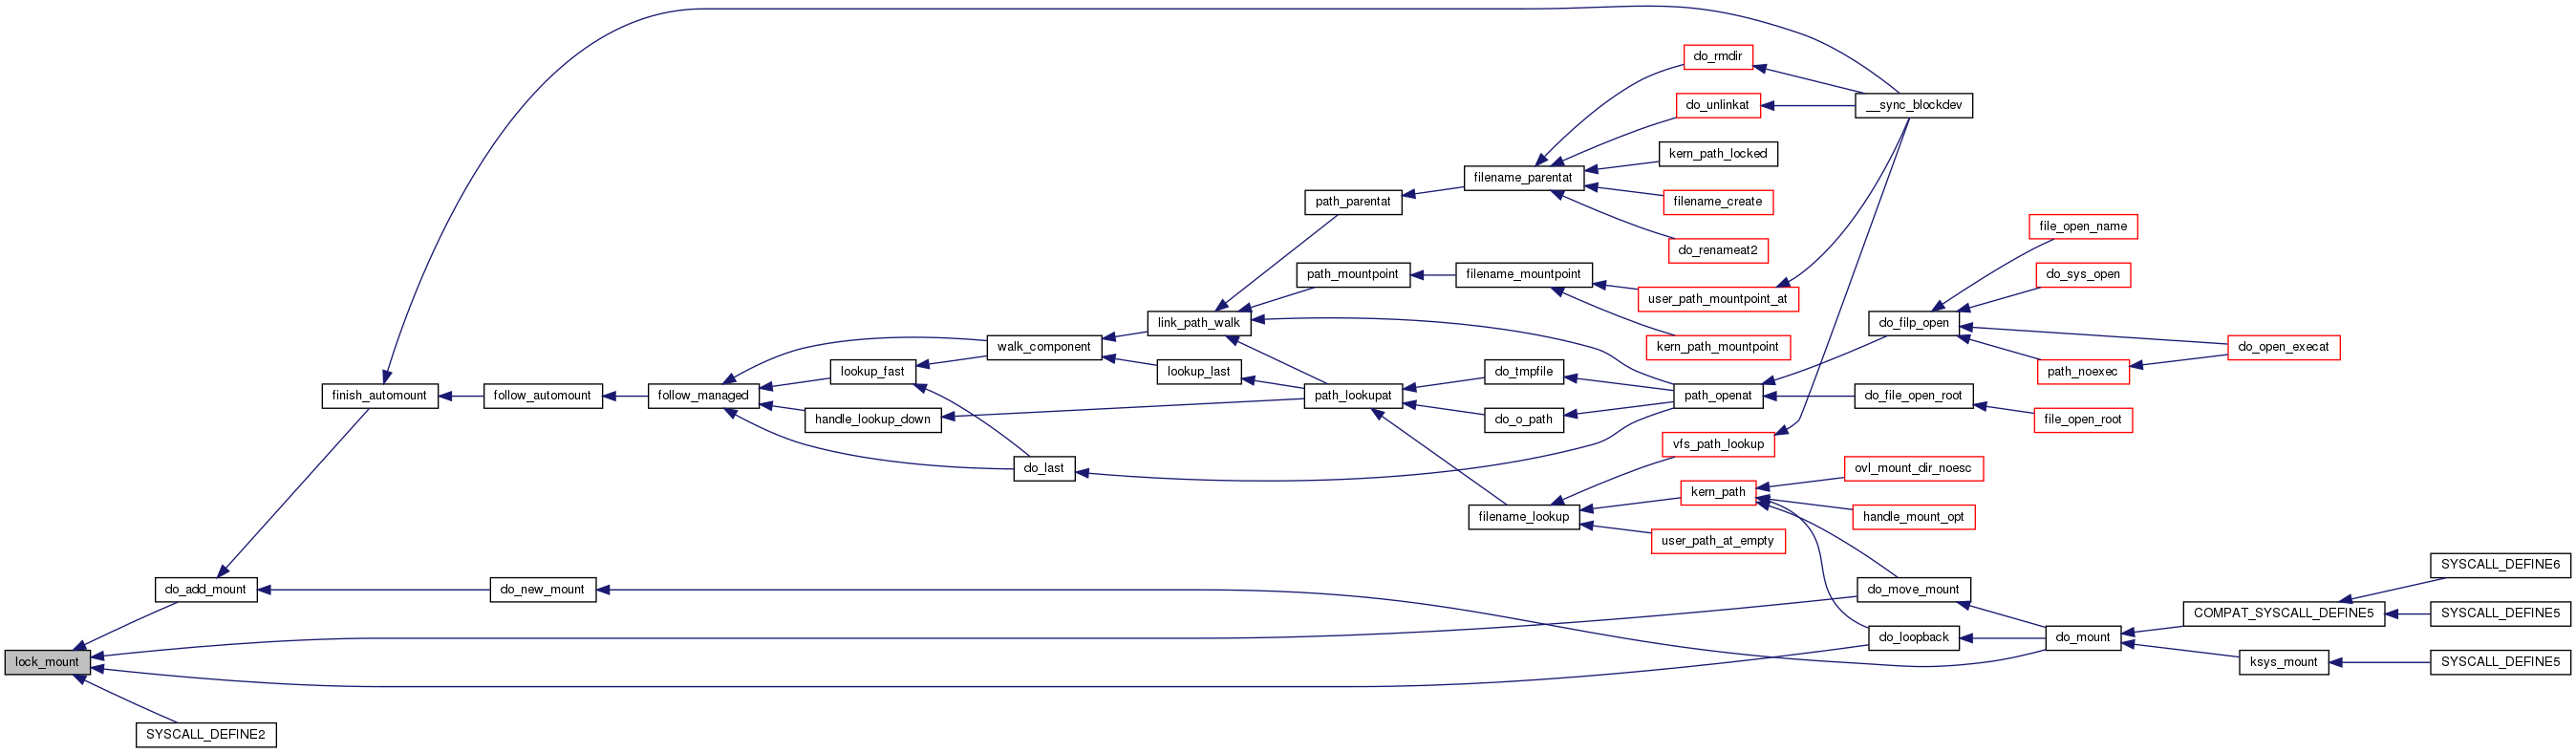 lock_mount
do_add_mount
SYSCALL_DEFINE2
finish_automount
follow_automount
do_new_mount
follow_managed
lookup_fast
handle_lookup_down
walk_component
do_last
link_path_walk
lookup_last
path_parentat
path_mountpoint
path_lookupat
filename_parentat
filename_mountpoint
do_tmpfile
do_o_path
filename_lookup
do_rmdir
do_unlinkat
kern_path_locked
filename_create
do_renameat2
user_path_mountpoint_at
kern_path_mountpoint
path_openat
vfs_path_lookup
kern_path
user_path_at_empty
__sync_blockdev
do_filp_open
do_file_open_root
ovl_mount_dir_noesc
handle_mount_opt
do_move_mount
do_loopback
file_open_name
do_sys_open
path_noexec
file_open_root
do_mount
do_open_execat
COMPAT_SYSCALL_DEFINE5
ksys_mount
SYSCALL_DEFINE6
SYSCALL_DEFINE5
SYSCALL_DEFINE5